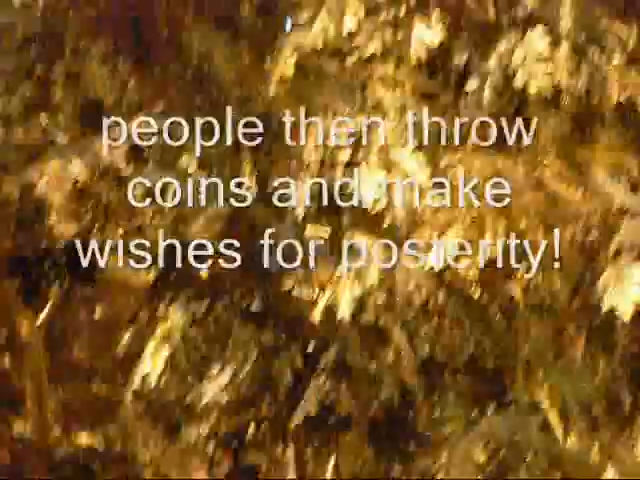 people then throw
coins and make
wishes for posterity!